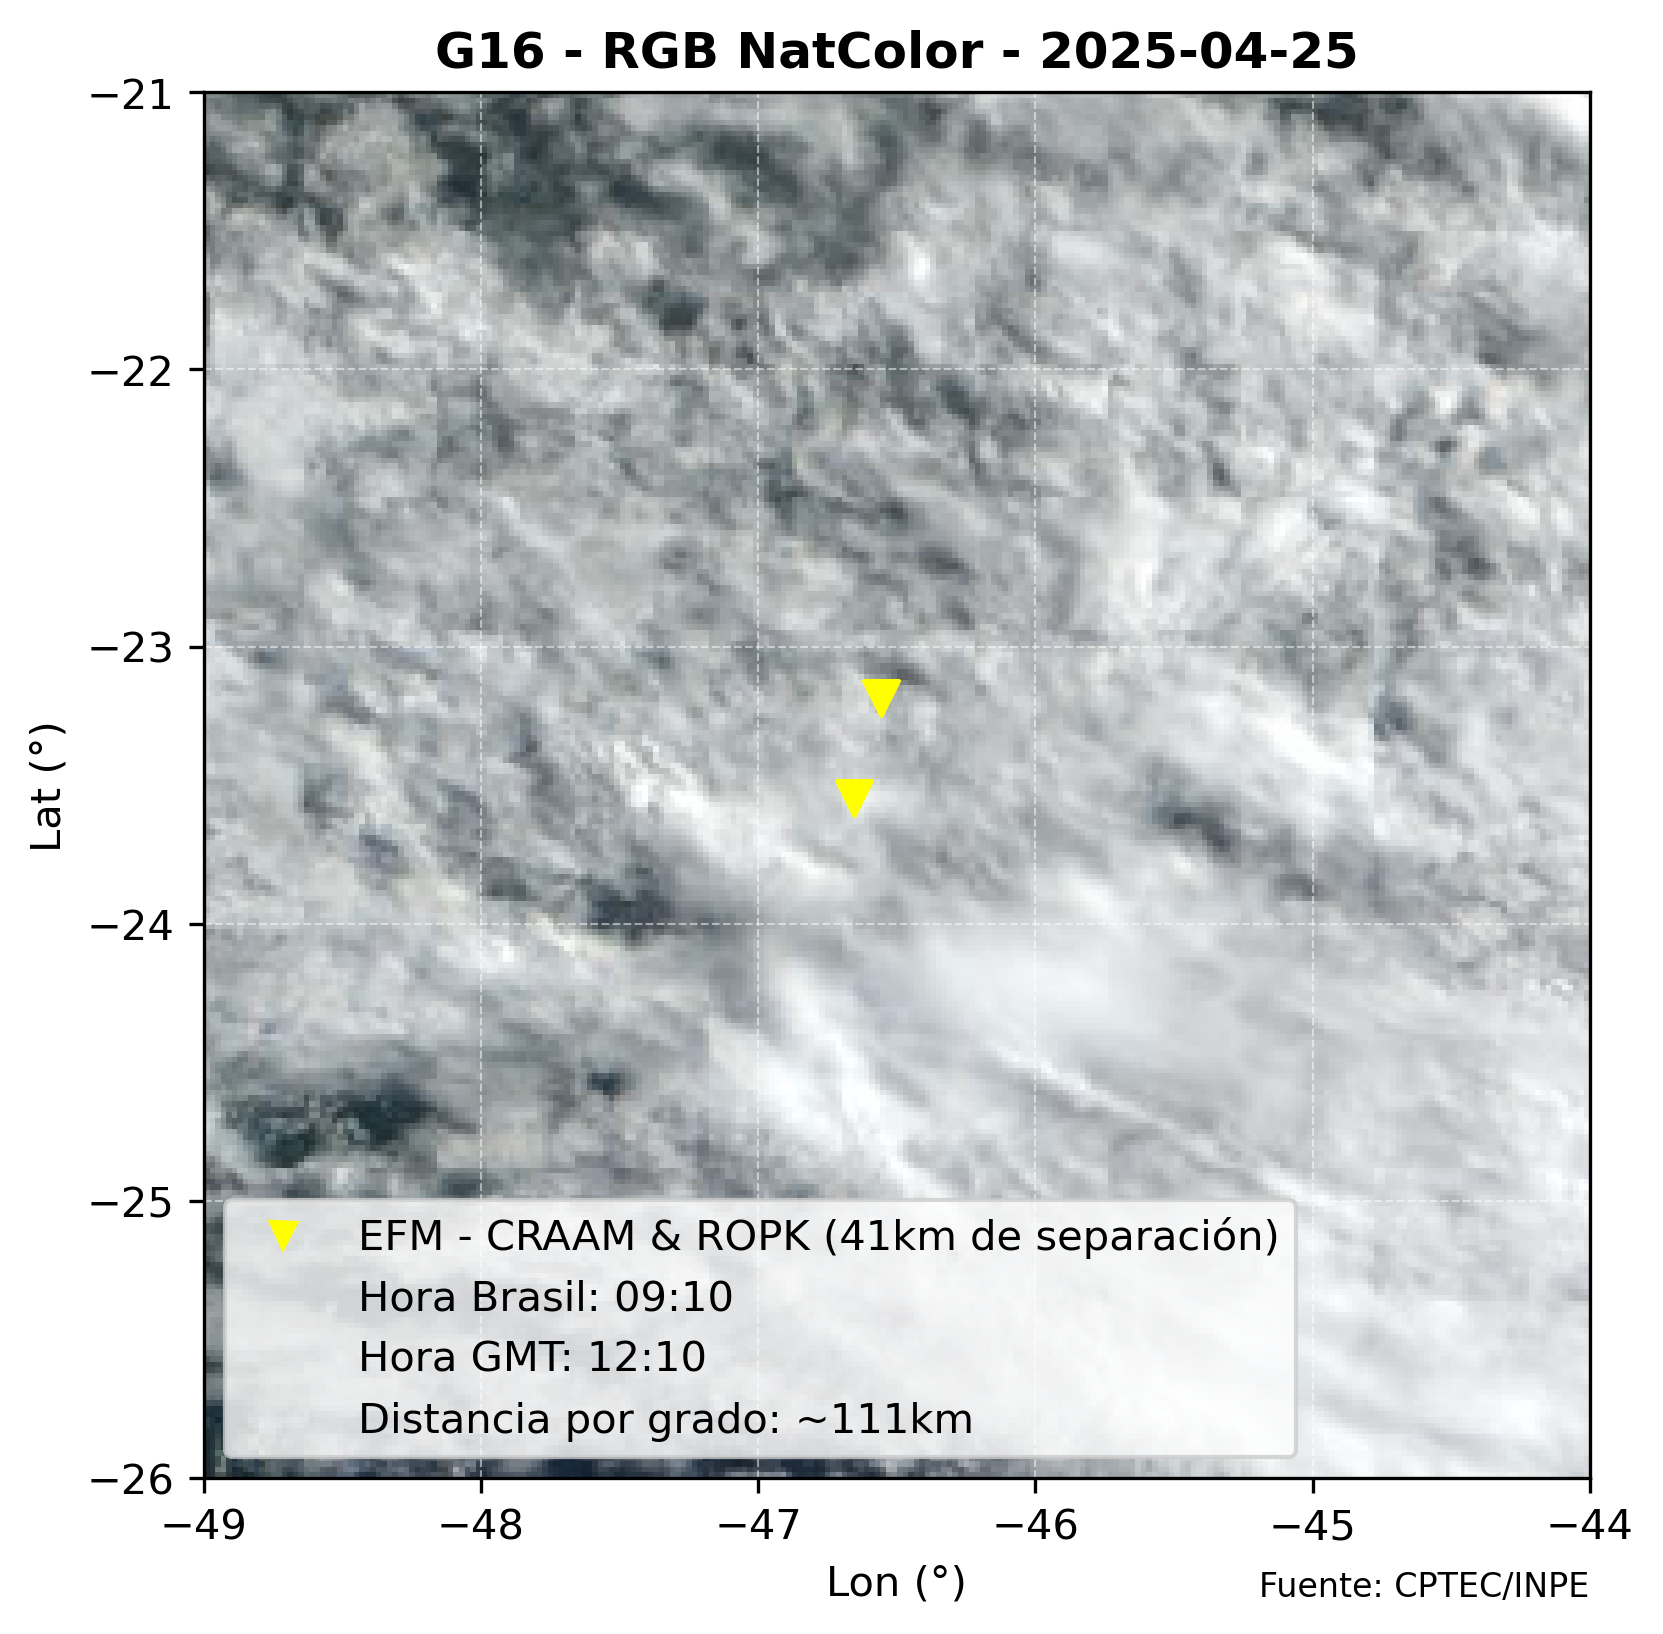 G16 - RGB NatColor - 2025-04-25
−21
−22
−23
−24
−25
−26
Lat (°)
EFM - CRAAM & ROPK (41km de separación)
Hora Brasil: 09:10
Hora GMT: 12:10
Distancia por grado: ~111km
−49 −48 −47 −46 −45 −44
Lon (°)
Fuente: CPTEC/INPE